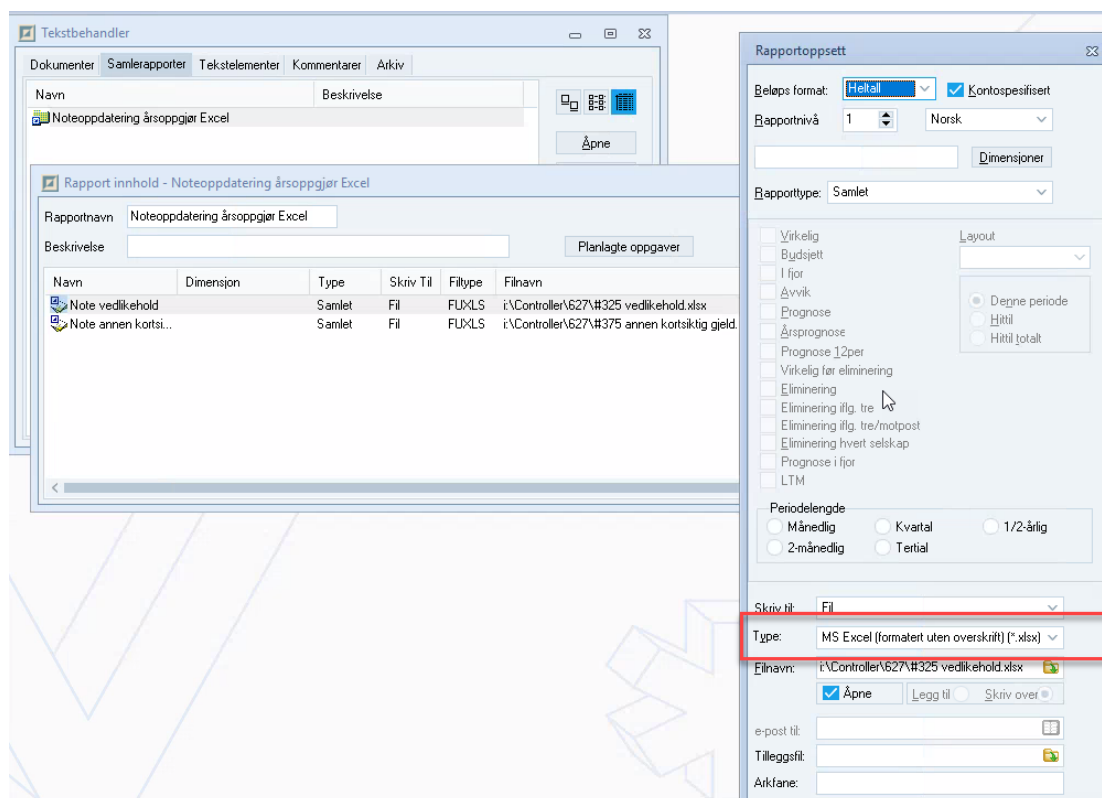 Tekstbehandler
Dokumenter Samlerapporter Tekstelementer Kommentarer Arkiv
Navn Beskrivelse
Noteoppdatering årsoppgjør Excel
Åpne
Rapport innhold - Noteoppdatering årsoppgjør Excel
Rapportnavn Noteoppdatering årsoppgjør Excel
Beskrivelse Planlagte oppgaver
Navn Dimensjon Type Skriv Til Filtype Filnavn
Note vedlikehold Samlet Fil FUXLS i:\Controller\627\#325 vedlikehold.xlsx
Note annen kortsi... Samlet Fil FUXLS i:\Controller\627\#375 annen kortsiktig gjeld.
Rapportoppsett
Beløps format: Heltall Kontospesifisert
Rapportnivå 1 Norsk
Dimensjoner
Rapporttype: Samlet
Virkelig Layout
Budsjett
I fjor
Avvik Denne periode
Prognose Hittil
Årsprognose Hittil totalt
Prognose 12per
Virkelig før eliminering
Eliminering
Eliminering iflg. tre
Eliminering iflg. tre/motpost
Eliminering hvert selskap
Prognose i fjor
LTM
Periodelengde
Månedlig Kvartal 1/2-årlig
2-månedlig Tertial
Skriv til: Fil
Type: MS Excel (formatert uten overskrift) (*.xlsx)
Filnavn: i:\Controller\627\#325 vedlikehold.xlsx
Åpne Legg til Skriv over
e-post til:
Tilleggsfil:
Arkfane: